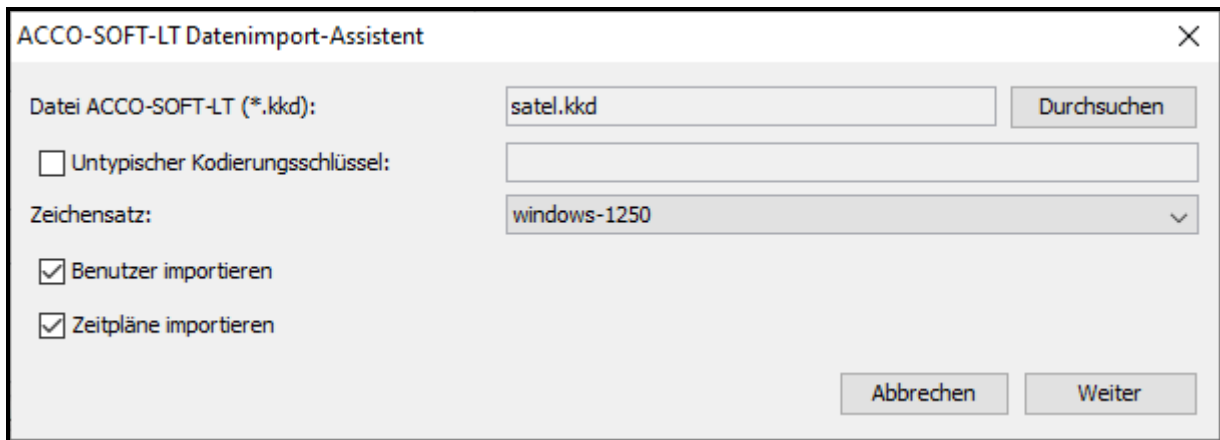 ACCO-SOFT-LT Datenimport-Assistent
Datei ACCO-SOFT-LT (*.kkd): satel.kkd Durchsuchen
Untypischer Kodierungsschlüssel:
Zeichensatz: windows-1250
Benutzer importieren
Zeitpläne importieren
Abbrechen Weiter